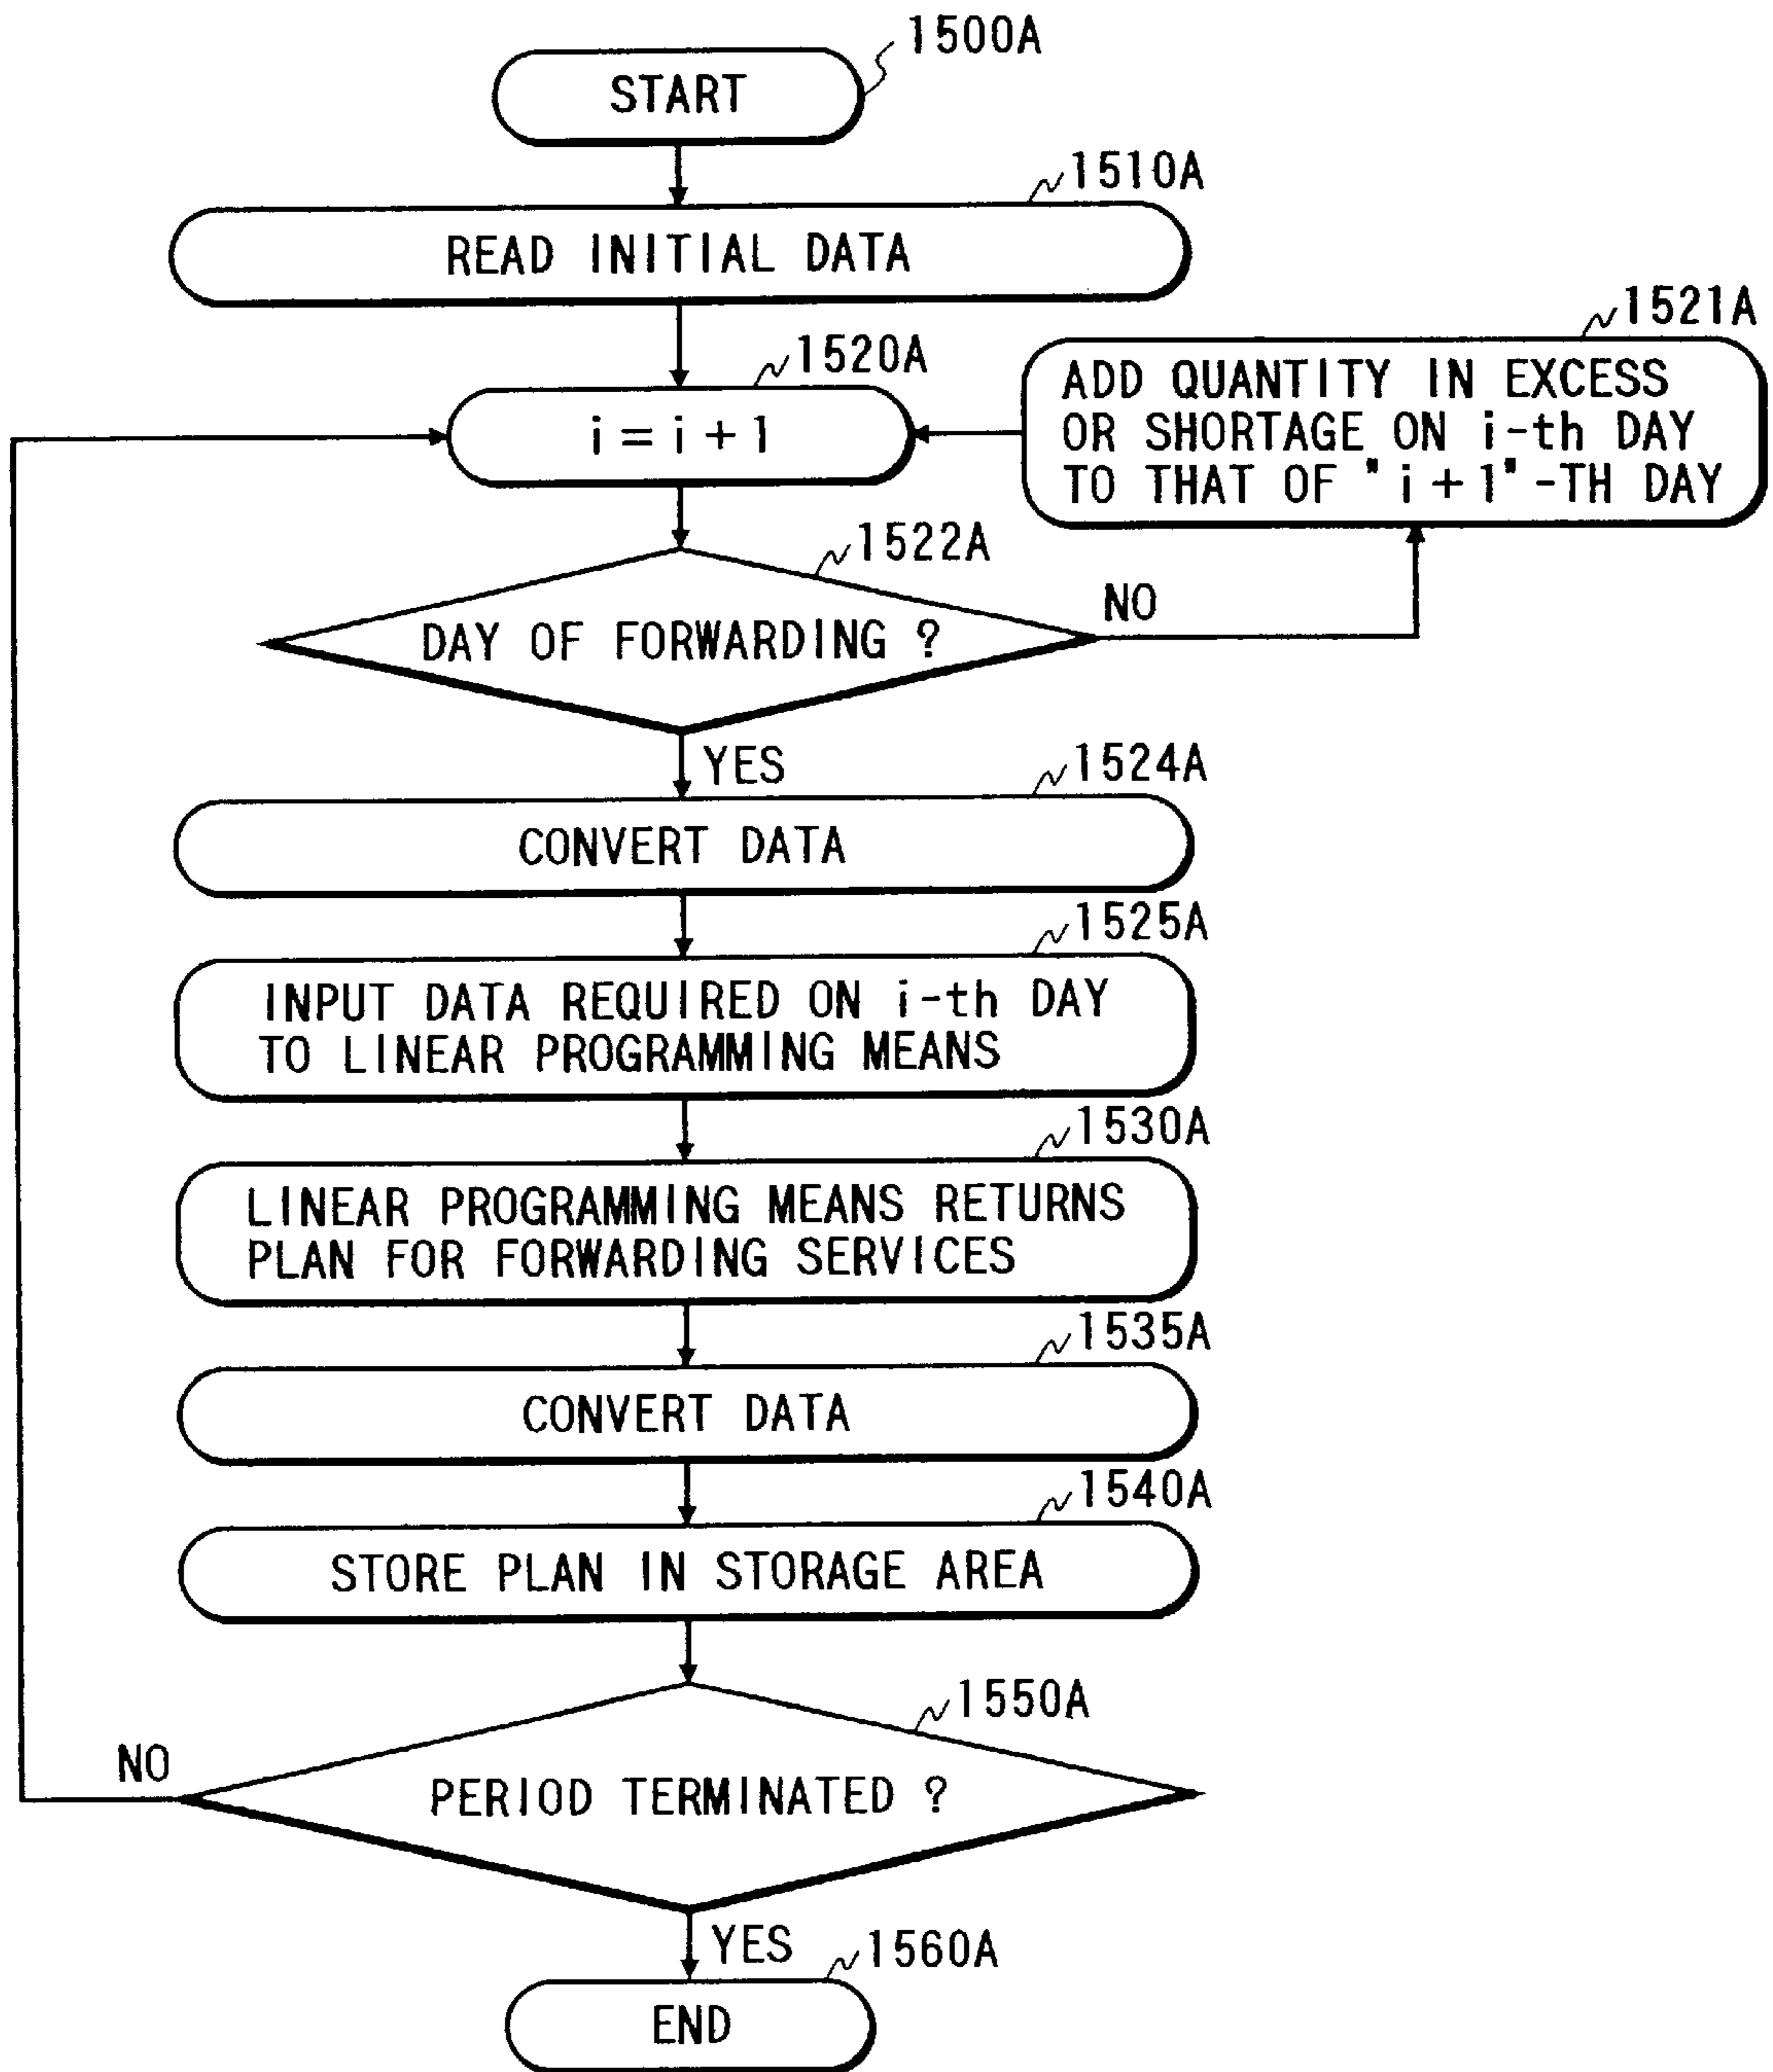 1500A
START
1510A
READ INITIAL DATA
1520A
i = i + 1
1521A
ADD QUANTITY IN EXCESS
OR SHORTAGE ON i-th DAY
TO THAT OF "i + 1"-TH DAY
1522A
DAY OF FORWARDING ?
NO
YES
1524A
CONVERT DATA
1525A
INPUT DATA REQUIRED ON i-th DAY
TO LINEAR PROGRAMMING MEANS
1530A
LINEAR PROGRAMMING MEANS RETURNS
PLAN FOR FORWARDING SERVICES
1535A
CONVERT DATA
1540A
STORE PLAN IN STORAGE AREA
1550A
NO
PERIOD TERMINATED ?
YES
1560A
END